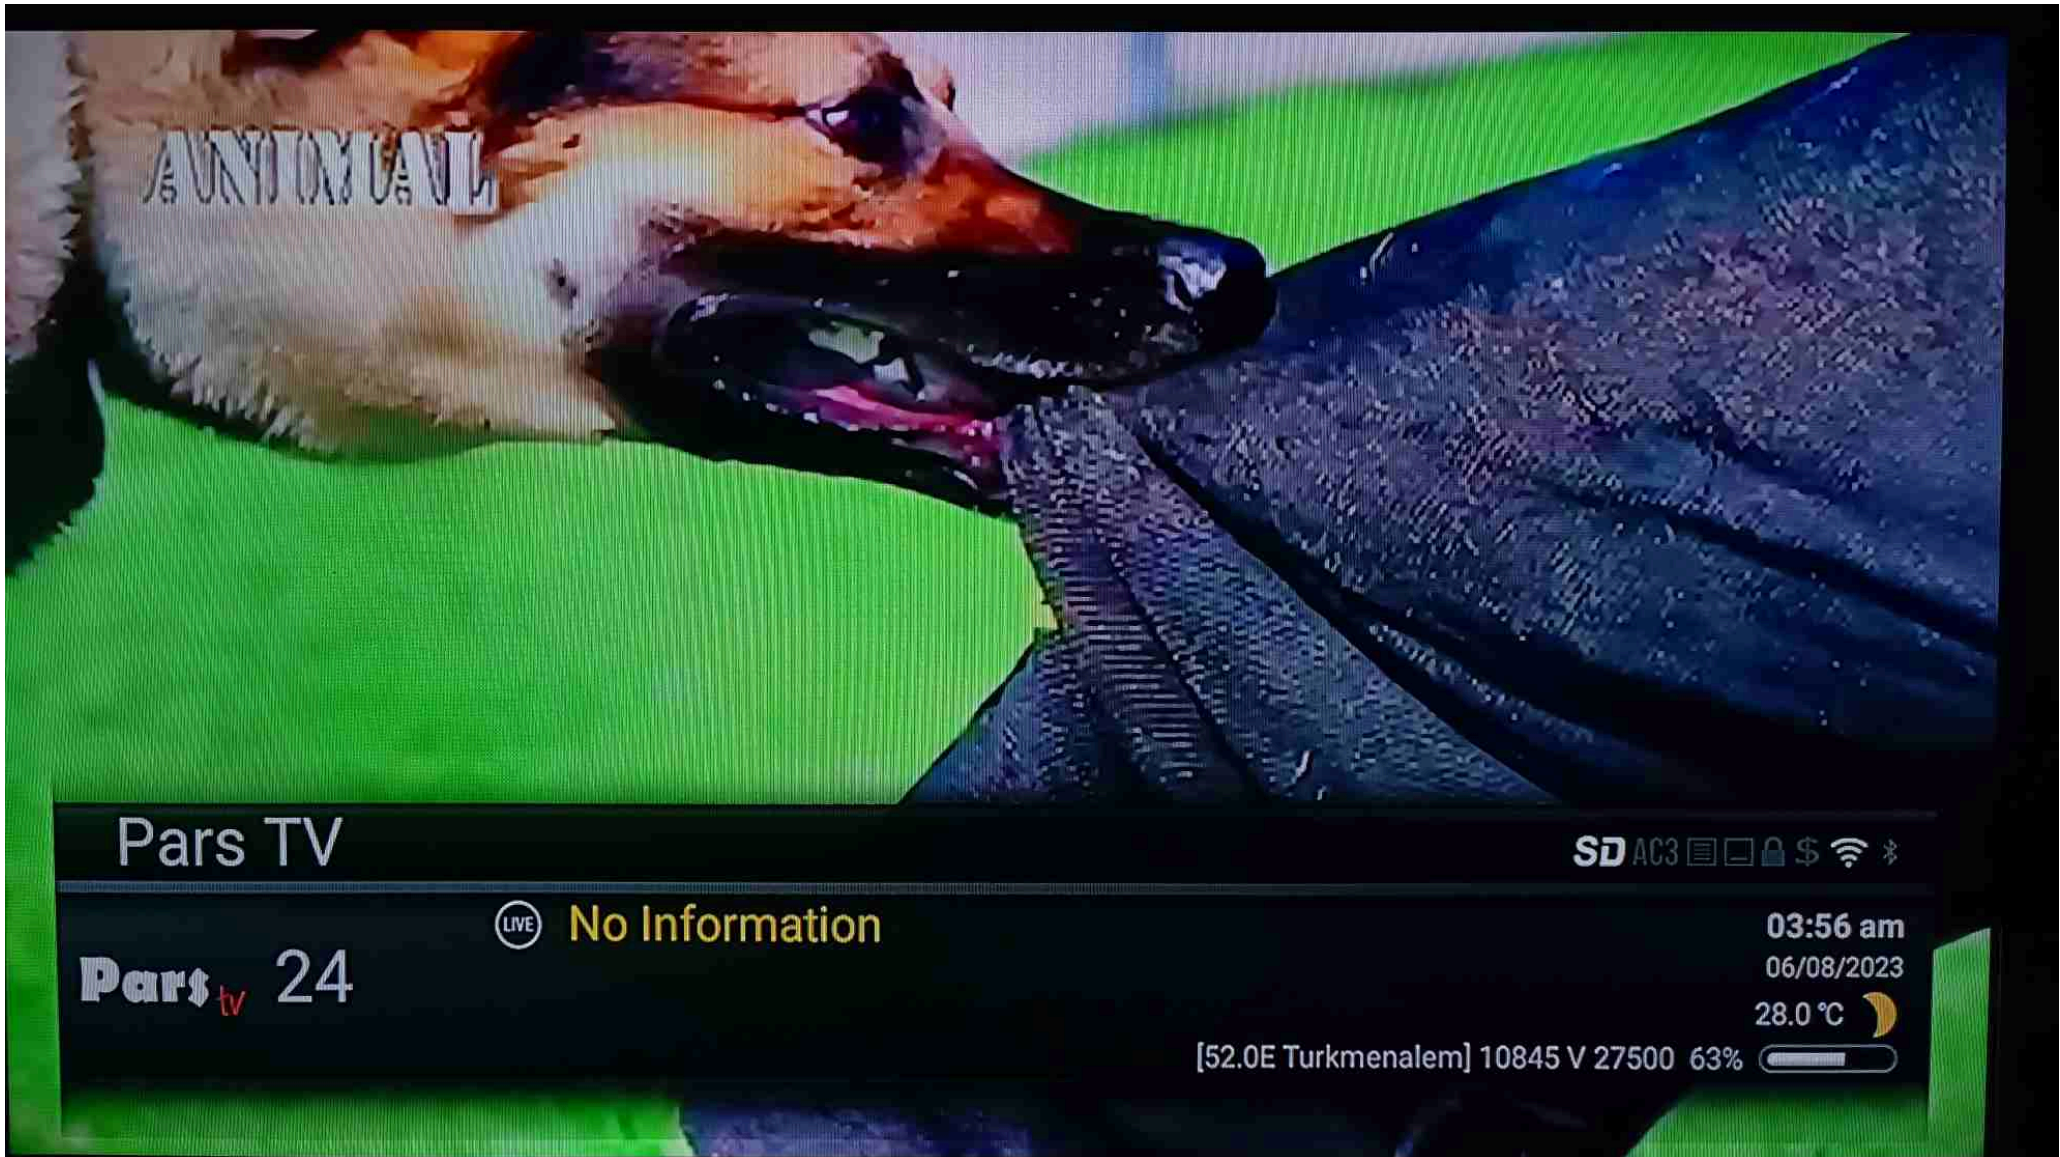 ANIMAL
Pars TV
SD AC3 $
LIVE No Information
03:56 am
Pars tv 24
06/08/2023
28.0 °C
[52.0E Turkmenalem] 10845 V 27500 63%